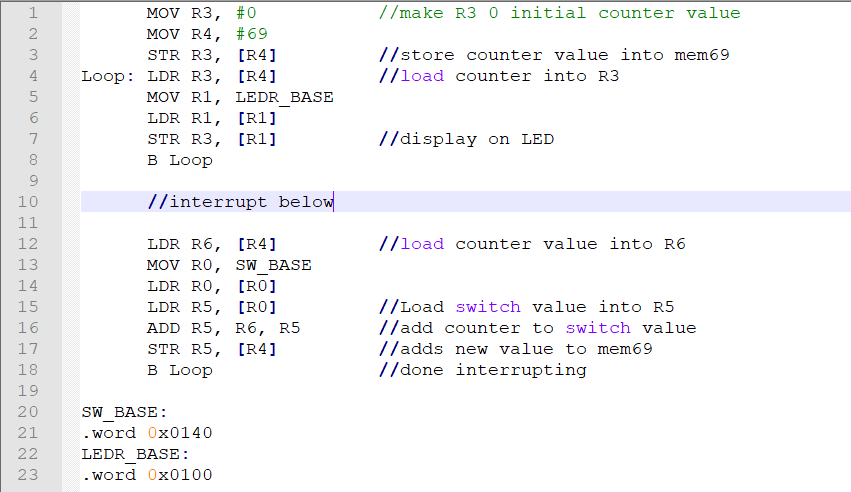 1 MOV R3, #0 //make R3 0 initial counter value
2 MOV R4, #69
3 STR R3, [R4] //store counter value into mem69
4 Loop: LDR R3, [R4] //load counter into R3
5 MOV R1, LEDR_BASE
6 LDR R1, [R1]
7 STR R3, [R1] //display on LED
8 B Loop
9
10 //interrupt below
11
12 LDR R6, [R4] //load counter value into R6
13 MOV R0, SW_BASE
14 LDR R0, [R0]
15 LDR R5, [R0] //Load switch value into R5
16 ADD R5, R6, R5 //add counter to switch value
17 STR R5, [R4] //adds new value to mem69
18 B Loop //done interrupting
19
20 SW_BASE:
21 .word 0x0140
22 LEDR_BASE:
23 .word 0x0100